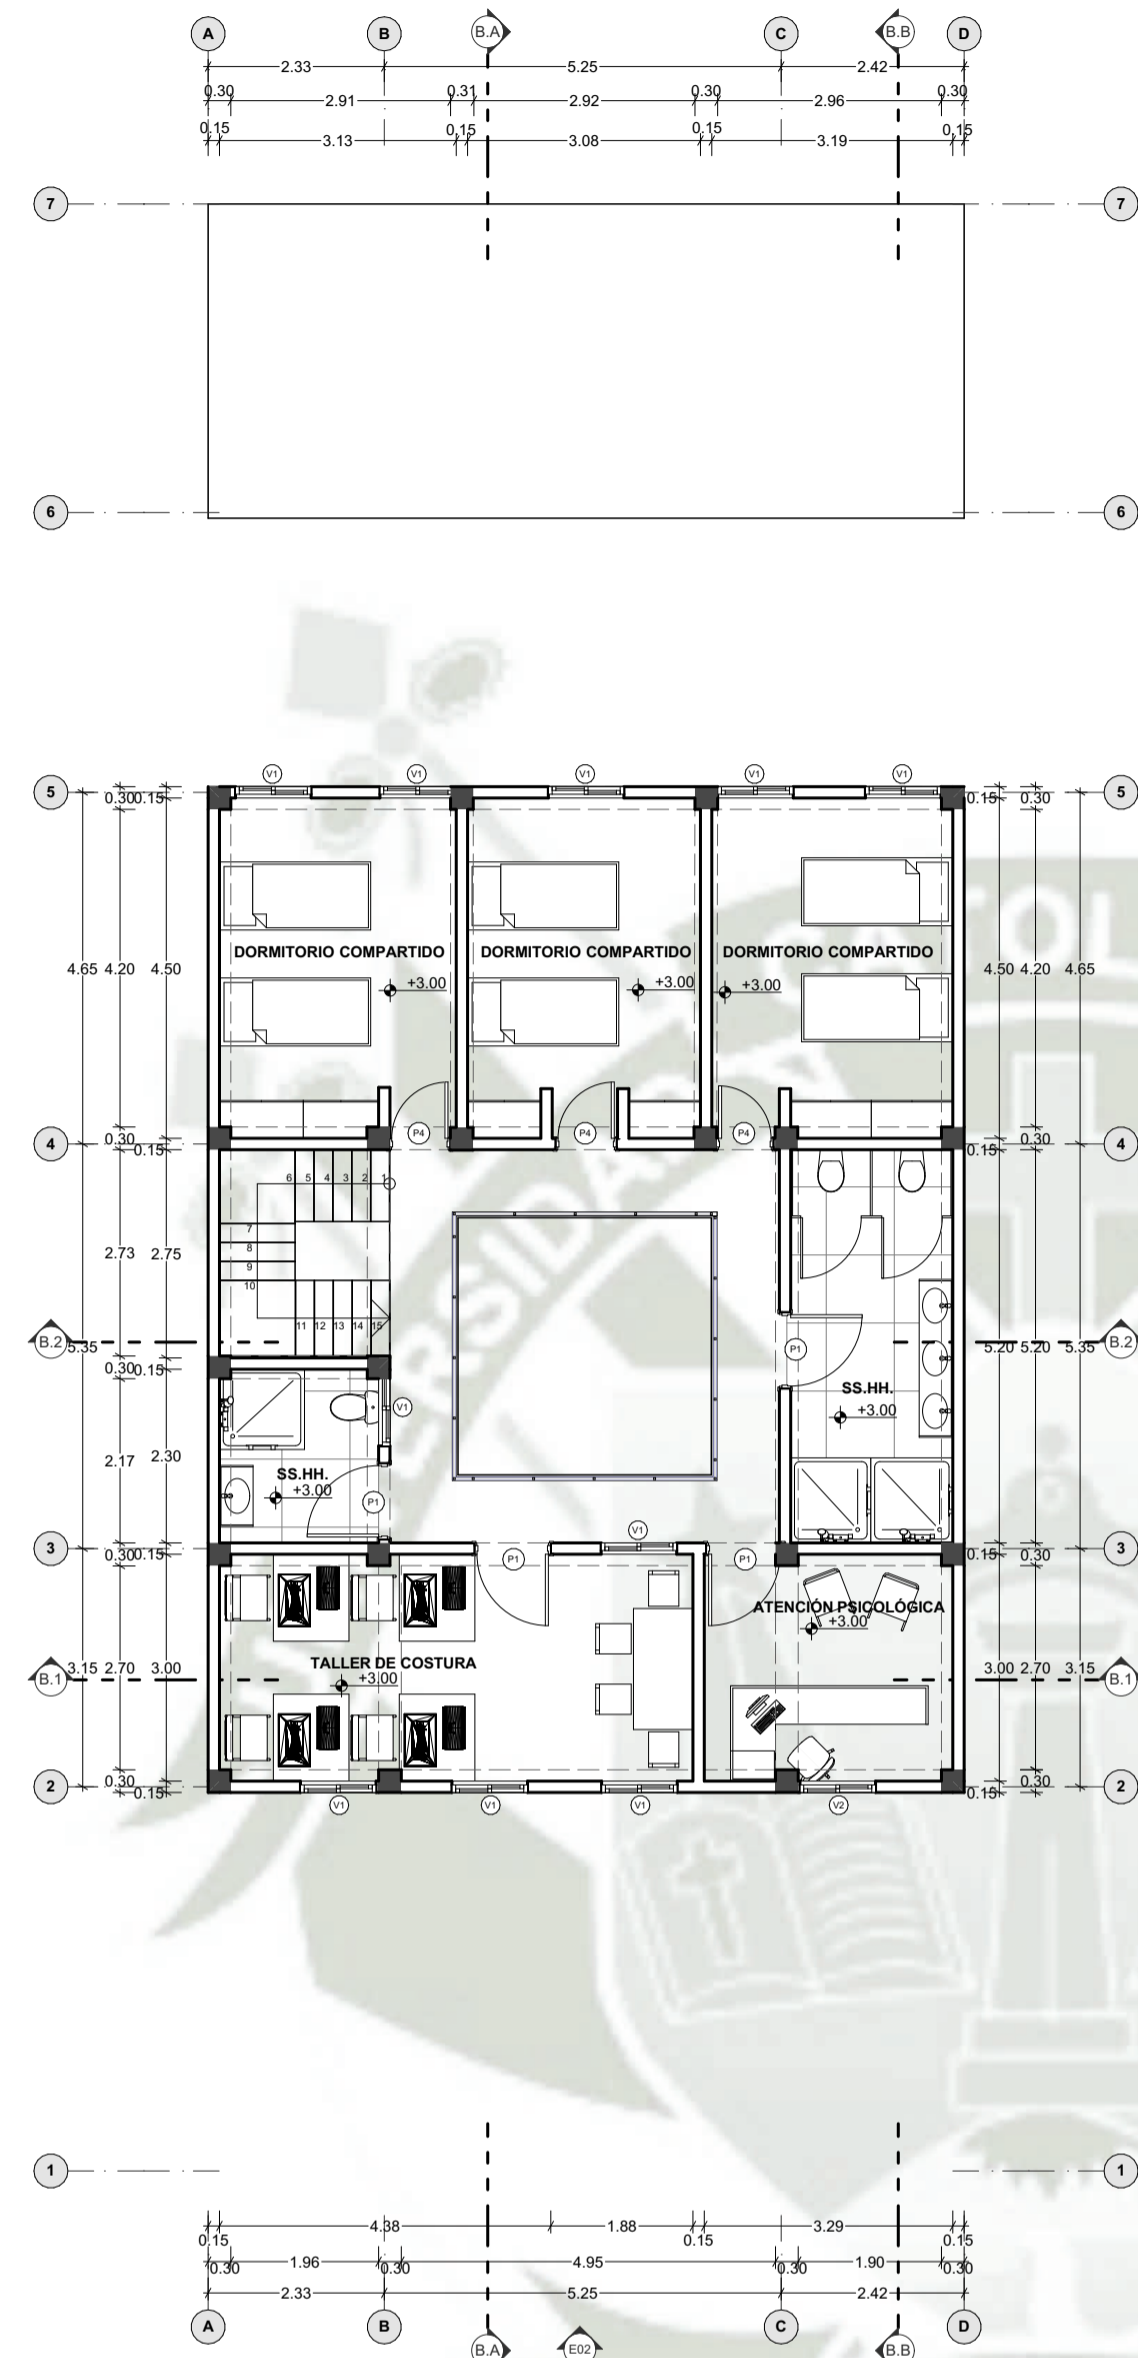 A B B.A C B.B D
2.33 5.25 2.42
0.30 2.91 0.31 2.92 0.30 2.96 0.30
0.15 3.13 0.15 3.08 0.15 3.19 0.15
7 7
6 6
V1 V1 V1 V1 V1
5 5
0.30 0.15 0.15 0.30
DORMITORIO COMPARTIDO DORMITORIO COMPARTIDO DORMITORIO COMPARTIDO
4.65 4.20 4.50 4.50 4.20 4.65
+3.00 +3.00 +3.00
P4 P4 P4
4 4
0.30 0.15 0.15 0.30
6 5 4 3 2 1
7
8
9
10
2.73 2.75
11 12 13 14 15
B.2 5.35 5.20 5.20 5.35 B.2
P1
0.30 0.15
SS.HH.
V1
+3.00
2.17 2.30
SS.HH.
+3.00
P1
V1
3 3
0.30 0.15 0.15 0.30
P1 P1
ATENCIÓN PSICOLÓGICA
+3.00
TALLER DE COSTURA
+3.00
B.1 3.15 2.70 3.00 3.00 2.70 3.15 B.1
2 2
0.30 0.15 0.15 0.30
V1 V1 V1 V2
1 1
4.38 1.88 3.29
0.15 0.15 0.15
1.96 4.95 1.90
0.30 0.30 0.30 0.30
2.33 5.25 2.42
A B C D
B.A E02 B.B